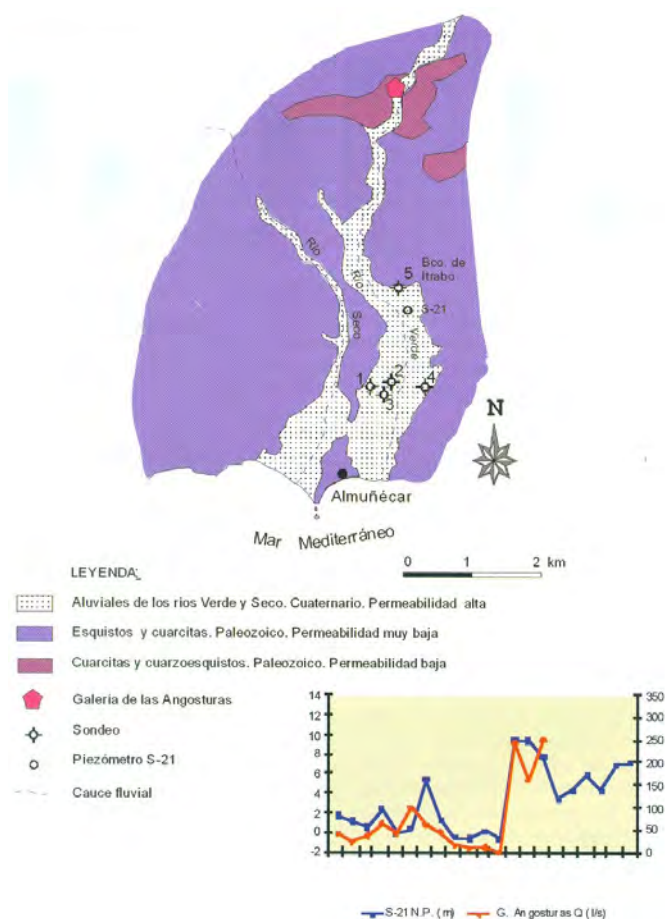 Río
Seco
Río
Verde
5
Bco. de
Itrabo
S-21
1
2
3
4
N
Almuñécar
Mar Mediterráneo
0 1 2 km
LEYENDA:
Aluviales de los rios Verde y Seco. Cuaternario. Permeabilidad alta
Esquistos y cuarcitas. Paleozoico. Permeabilidad muy baja
Cuarcitas y cuarzoesquistos. Paleozoico. Permeabilidad baja
Galería de las Angosturas
Sondeo
Piezómetro S-21
Cauce fluvial
14
12
10
8
6
4
2
0
-2
350
300
250
200
150
100
50
0
S-21 N.P. (m)
G. Angosturas Q (l/s)